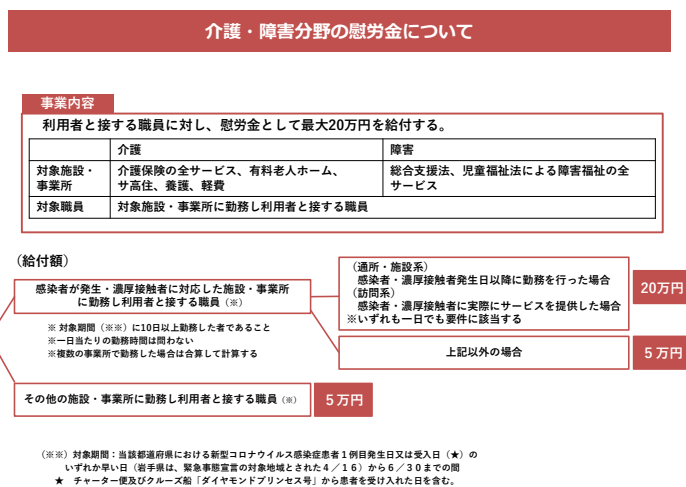 介護・障害分野の慰労金について
事業内容
利用者と接する職員に対し、慰労金として最大20万円を給付する。
介護
障害
対象施設・
事業所
介護保険の全サービス、有料老人ホーム、
サ高住、養護、軽費
総合支援法、児童福祉法による障害福祉の全
サービス
対象職員
対象施設・事業所に勤務し利用者と接する職員
（給付額）
感染者が発生・濃厚接触者に対応した施設・事業所
に勤務し利用者と接する職員（※）
※ 対象期間（※※）に10日以上勤務した者であること
※一日当たりの勤務時間は問わない
※複数の事業所で勤務した場合は合算して計算する
（通所・施設系）
感染者・濃厚接触者発生日以降に勤務を行った場合
（訪問系）
感染者・濃厚接触者に実際にサービスを提供した場合
※いずれも一日でも要件に該当する
20万円
上記以外の場合
５万円
その他の施設・事業所に勤務し利用者と接する職員（※）
５万円
（※※）対象期間：当該都道府県における新型コロナウイルス感染症患者１例目発生日又は受入日（★）の
いずれか早い日（岩手県は、緊急事態宣言の対象地域とされた４／１６）から６／３０までの間
★ チャーター便及びクルーズ船「ダイヤモンドプリンセス号」から患者を受け入れた日を含む。